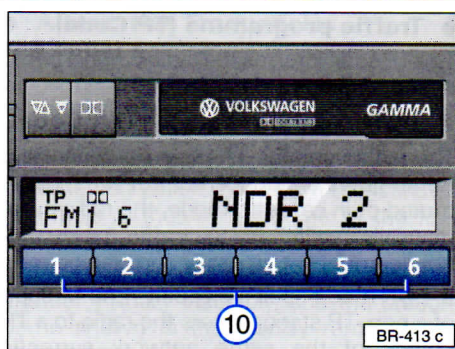 VOLKSWAGEN
GAMMA
TP
FM1 6 NDR 2
1 2 3 4 5 6
10
BR-413 c